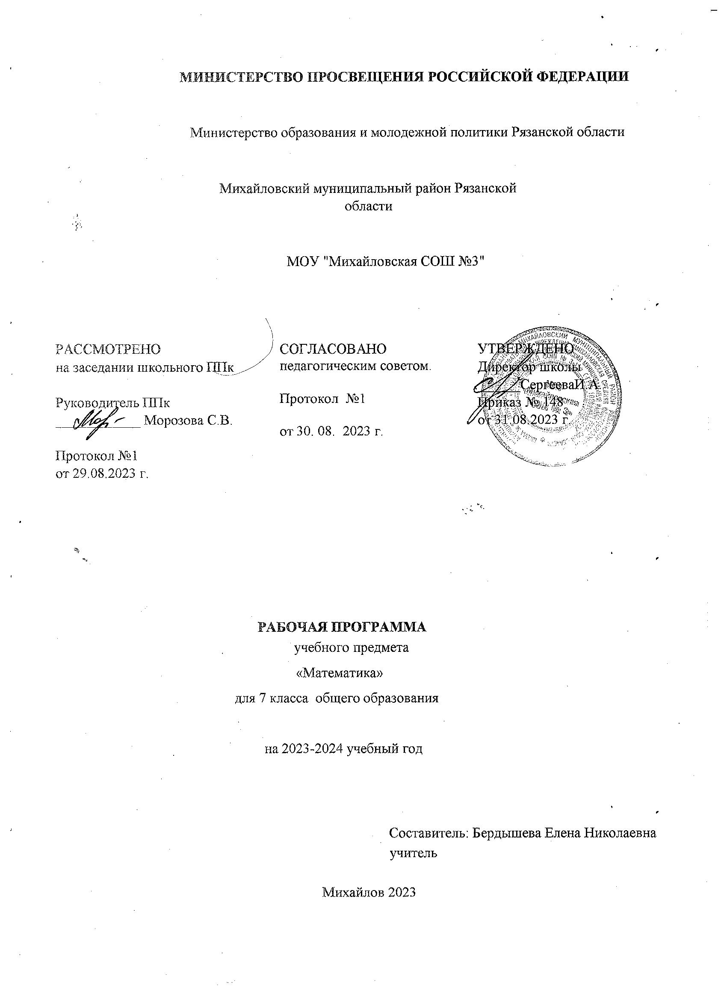 МИНИСТЕРСТВО ПРОСВЕЩЕНИЯ РОССИЙСКОЙ ФЕДЕРАЦИИ
Министерство образования и молодежной политики Рязанской области
Михайловский муниципальный район Рязанской
области
МОУ "Михайловская СОШ №3"
РАССМОТРЕНО
на заседании школьного ППк
Руководитель ППк
Морозова С.В.
Протокол №1
от 29.08.2023 г.
СОГЛАСОВАНО
педагогическим советом.
Протокол №1
от 30. 08. 2023 г.
УТВЕРЖДЕНО
Директор школы
СергееваИ.А.
Приказ № 148
от 31.08.2023 г.
МИХАЙЛОВСКИЙ МУНИЦИПАЛЬНЫЙ РАЙОН
РАБОЧАЯ ПРОГРАММА
учебного предмета
«Математика»
для 7 класса общего образования
на 2023-2024 учебный год
Составитель: Бердышева Елена Николаевна
учитель
Михайлов 2023